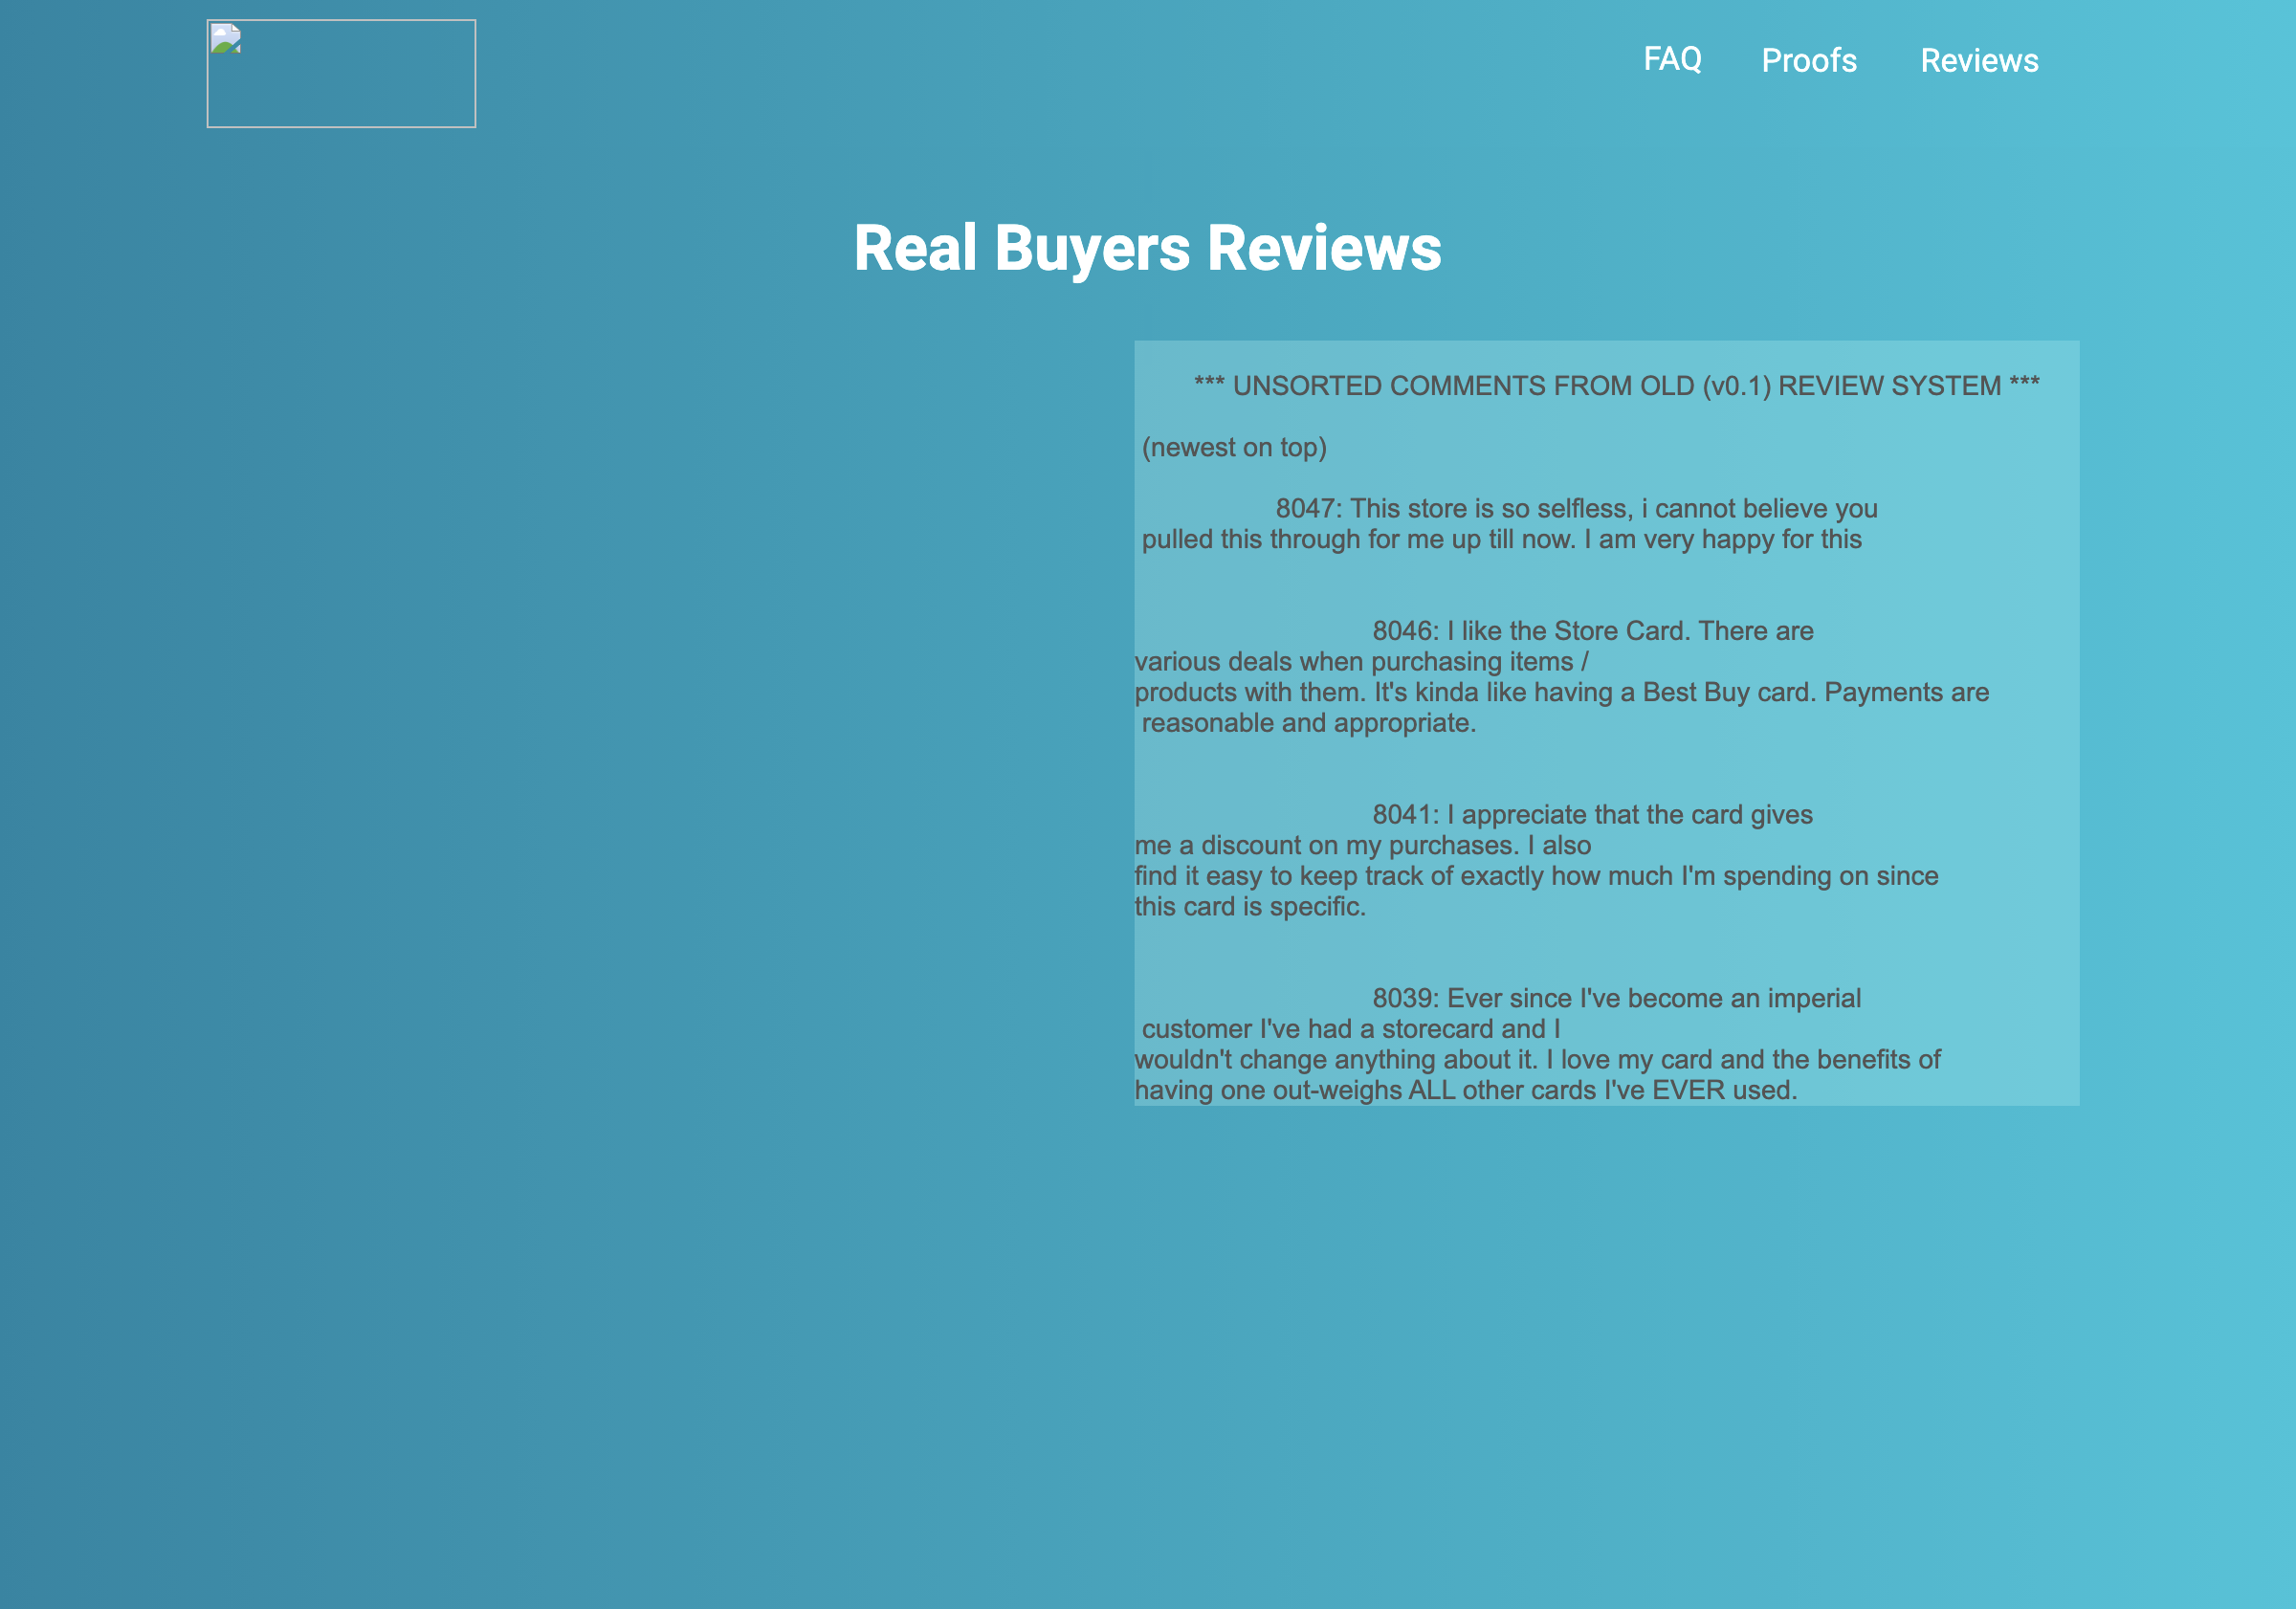 FAQ Proofs Reviews
Real Buyers Reviews
*** UNSORTED COMMENTS FROM OLD (v0.1) REVIEW SYSTEM ***
(newest on top)
8047: This store is so selfless, i cannot believe you
pulled this through for me up till now. I am very happy for this
8046: I like the Store Card. There are
various deals when purchasing items /
products with them. It's kinda like having a Best Buy card. Payments are
reasonable and appropriate.
8041: I appreciate that the card gives
me a discount on my purchases. I also
find it easy to keep track of exactly how much I'm spending on since
this card is specific.
8039: Ever since I've become an imperial
customer I've had a storecard and I
wouldn't change anything about it. I love my card and the benefits of
having one out-weighs ALL other cards I've EVER used.